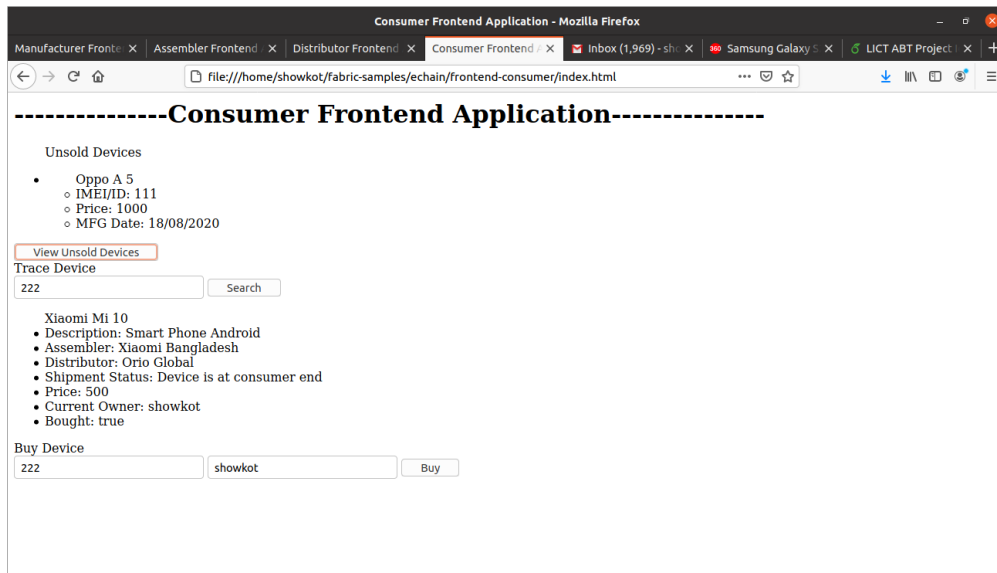 Consumer Frontend Application - Mozilla Firefox
Manufacturer Fronte Assembler Frontend Distributor Frontend Consumer Frontend A Inbox (1,969) - sho 360 Samsung Galaxy S LICT ABT Project
file:///home/showkot/fabric-samples/echain/frontend-consumer/index.html
---------------Consumer Frontend Application---------------
Unsold Devices
Oppo A 5
IMEI/ID: 111
Price: 1000
MFG Date: 18/08/2020
View Unsold Devices
Trace Device
222 Search
Xiaomi Mi 10
Description: Smart Phone Android
Assembler: Xiaomi Bangladesh
Distributor: Orio Global
Shipment Status: Device is at consumer end
Price: 500
Current Owner: showkot
Bought: true
Buy Device
222 showkot Buy